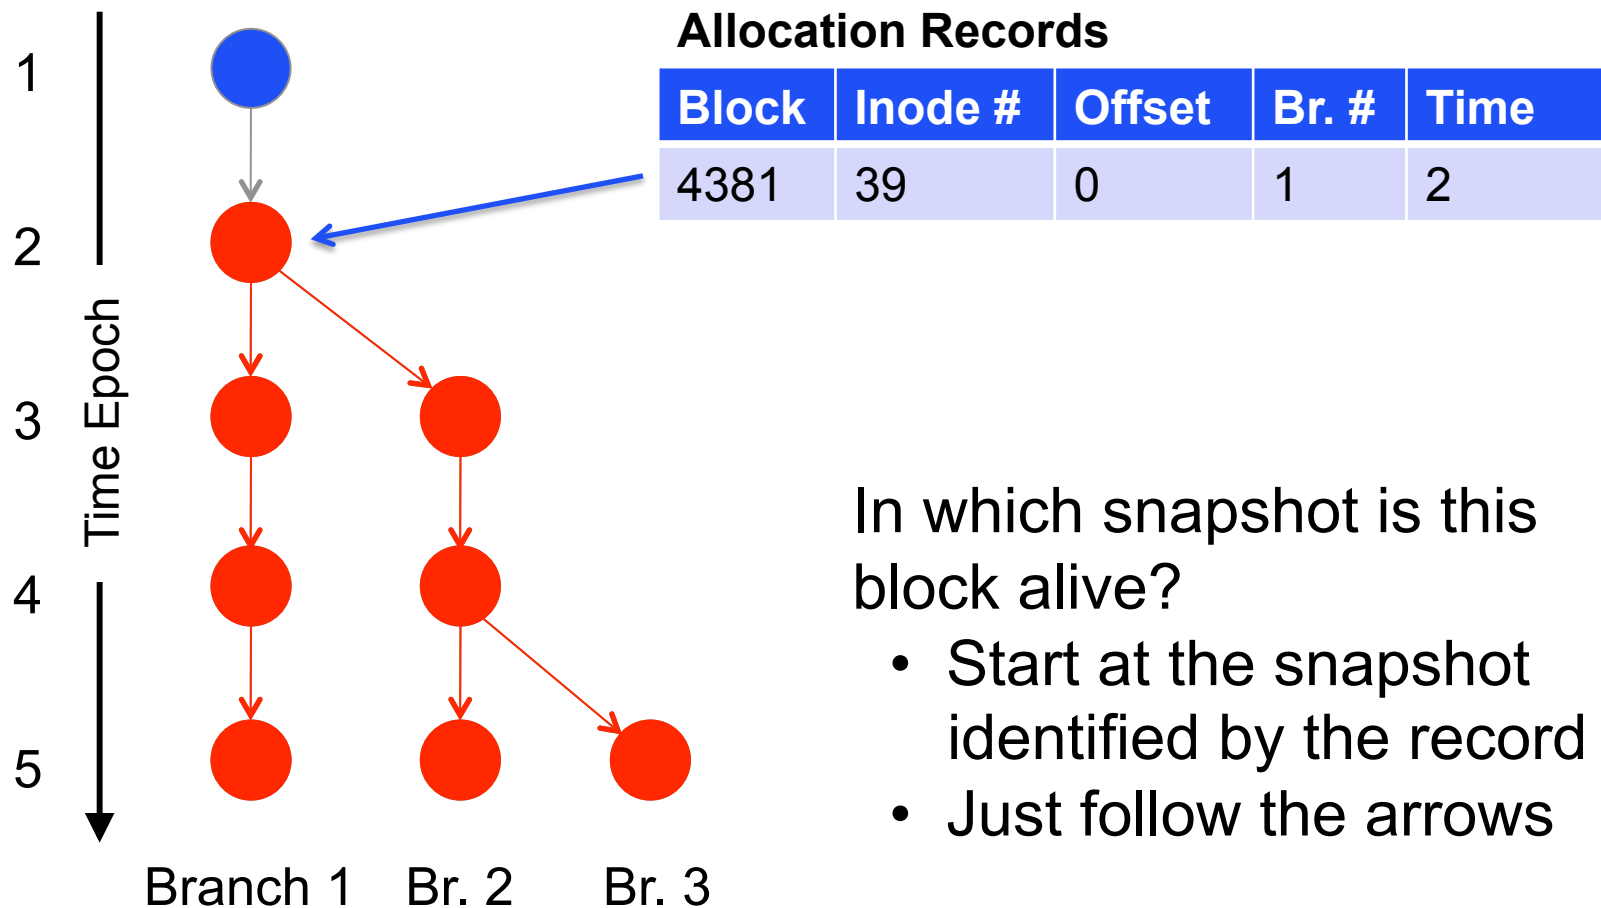 Allocation Records
Block Inode # Offset Br. # Time
4381 39 0 1 2
1
2
3
4
5
Time Epoch
In which snapshot is this
block alive?
• Start at the snapshot
identified by the record
• Just follow the arrows
Branch 1 Br. 2 Br. 3